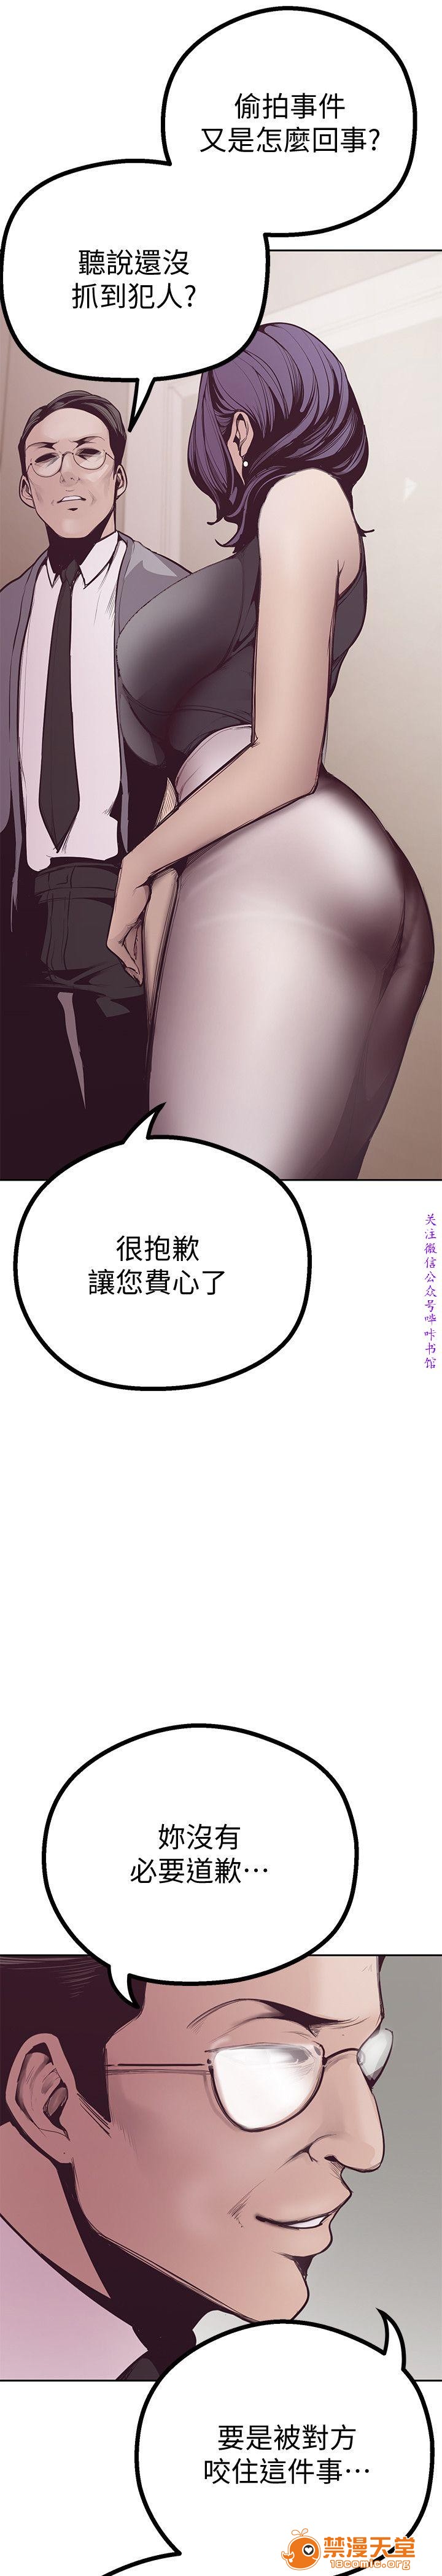 偷拍事件
又是怎麼回事?
聽說還沒
抓到犯人?
很抱歉
讓您費心了
关注微信公众号哔咔书馆
妳沒有
必要道歉…
要是被對方
咬住這件事…
禁漫天堂
18comic.org